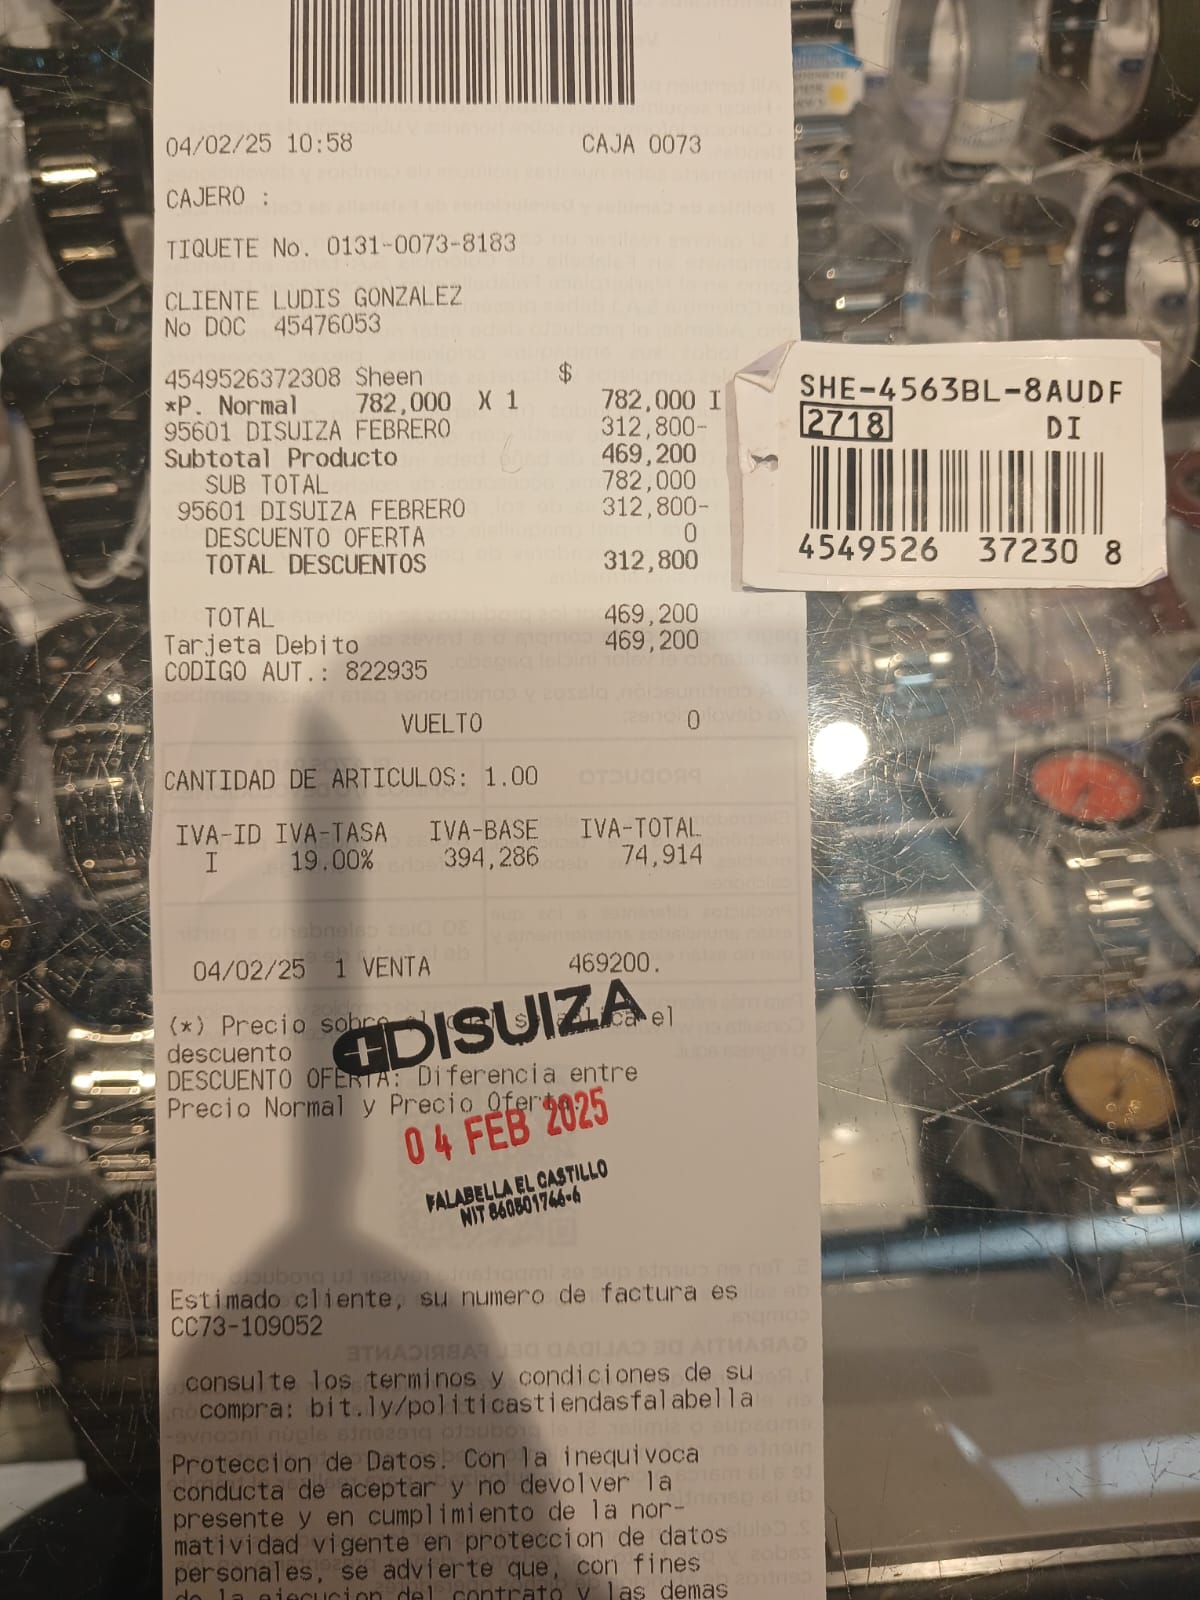 04/02/25 10:58 CAJA 0073
CAJERO :
TIQUETE No. 0131-0073-8183
CLIENTE LUDIS GONZALEZ
No DOC 45476053
4549526372308 Sheen $
*P. Normal 782,000 X 1 782,000 I
95601 DISUIZA FEBRERO 312,800-
Subtotal Producto 469,200
SUB TOTAL 782,000
95601 DISUIZA FEBRERO 312,800-
DESCUENTO OFERTA 0
TOTAL DESCUENTOS 312,800
TOTAL 469,200
Tarjeta Debito 469,200
CODIGO AUT.: 822935
VUELTO 0
CANTIDAD DE ARTICULOS: 1.00
IVA-ID IVA-TASA IVA-BASE IVA-TOTAL
I 19.00% 394,286 74,914
04/02/25 1 VENTA 469200.
(*) Precio sobre el
descuento
DISUIZA
DESCUENTO OFERTA: Diferencia entre
Precio Normal y Precio Oferta.
04 FEB 2025
FALABELLA EL CASTILLO
NIT 860501746-6
Estimado cliente, su numero de factura es
CC73-109052
consulte los terminos y condiciones de su
compra: bit.ly/politicastiendasfalabella
Proteccion de Datos. Con la inequivoca
conducta de aceptar y no devolver la
presente y en cumplimiento de la nor-
matividad vigente en proteccion de datos
personales, se advierte que, con fines
de la ejecucion del contrato y las demas
SHE-4563BL-8AUDF
2718 DI
4549526 37230 8